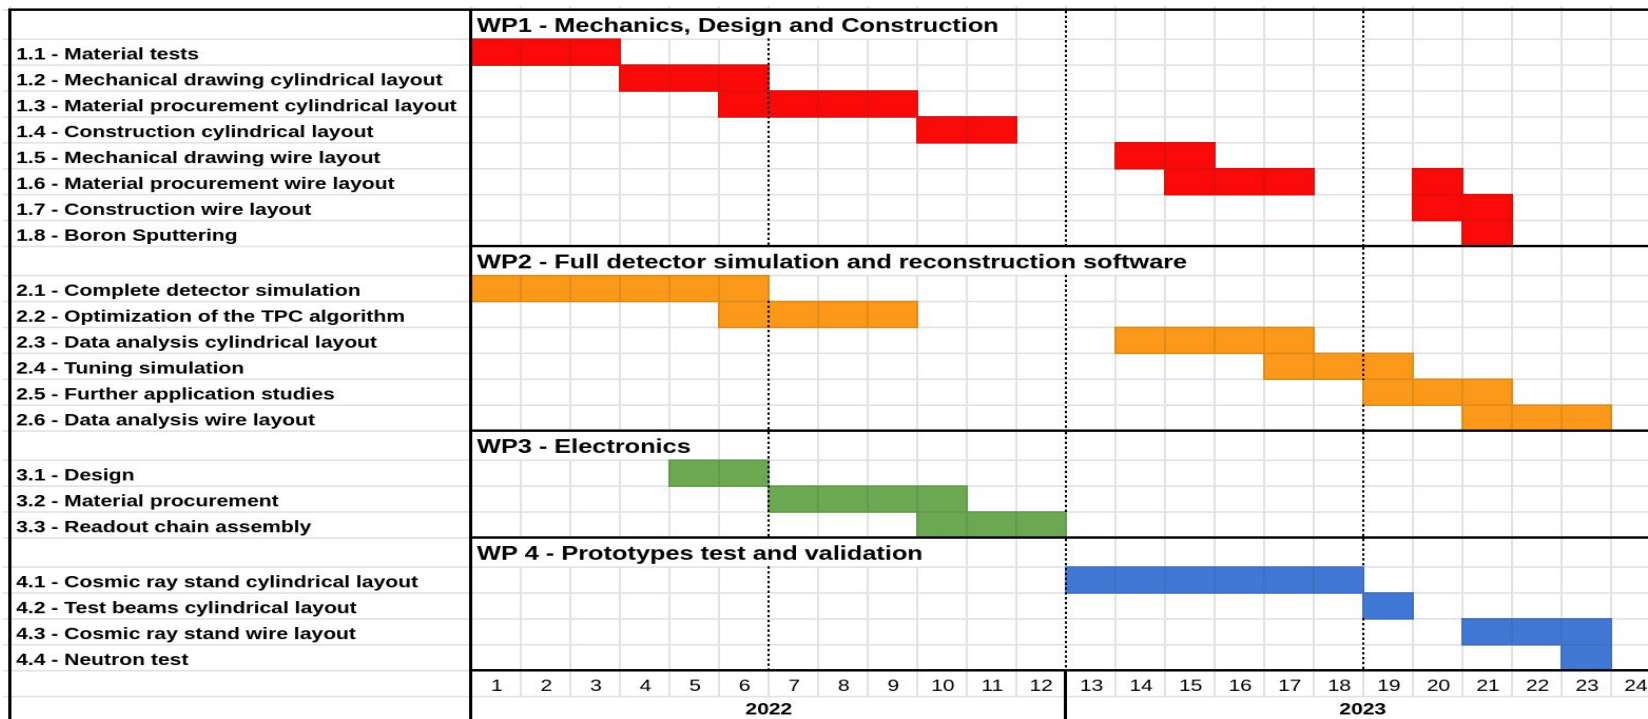 WP1 - Mechanics, Design and Construction
1.1 - Material tests
1.2 - Mechanical drawing cylindrical layout
1.3 - Material procurement cylindrical layout
1.4 - Construction cylindrical layout
1.5 - Mechanical drawing wire layout
1.6 - Material procurement wire layout
1.7 - Construction wire layout
1.8 - Boron Sputtering
WP2 - Full detector simulation and reconstruction software
2.1 - Complete detector simulation
2.2 - Optimization of the TPC algorithm
2.3 - Data analysis cylindrical layout
2.4 - Tuning simulation
2.5 - Further application studies
2.6 - Data analysis wire layout
WP3 - Electronics
3.1 - Design
3.2 - Material procurement
3.3 - Readout chain assembly
WP 4 - Prototypes test and validation
4.1 - Cosmic ray stand cylindrical layout
4.2 - Test beams cylindrical layout
4.3 - Cosmic ray stand wire layout
4.4 - Neutron test
1 2 3 4 5 6 7 8 9 10 11 12 13 14 15 16 17 18 19 20 21 22 23 24
2022 2023